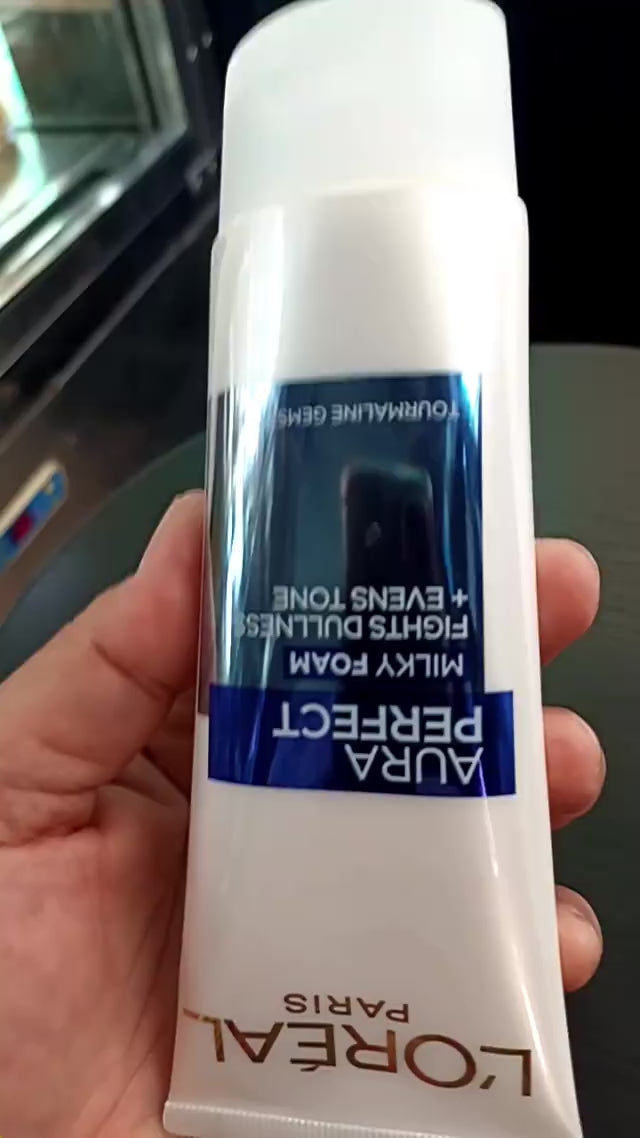 L'ORÉAL
PARIS
AURA
PERFECT
MILKY FOAM
FIGHTS DULLNESS
+ EVENS TONE
TOURMALINE GEMS